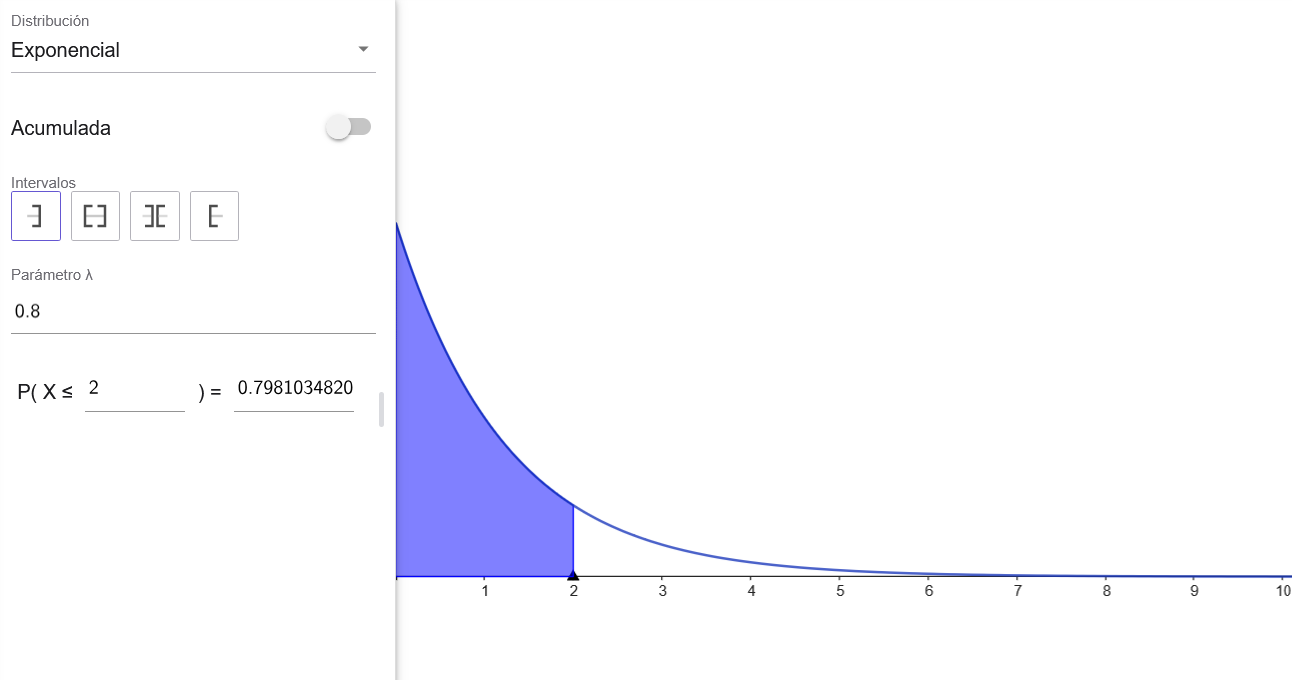 Distribución
Exponencial
Acumulada
Intervalos
Parámetro λ
0.8
P( X ≤ 2 ) = 0.7981034820
1 2 3 4 5 6 7 8 9 10